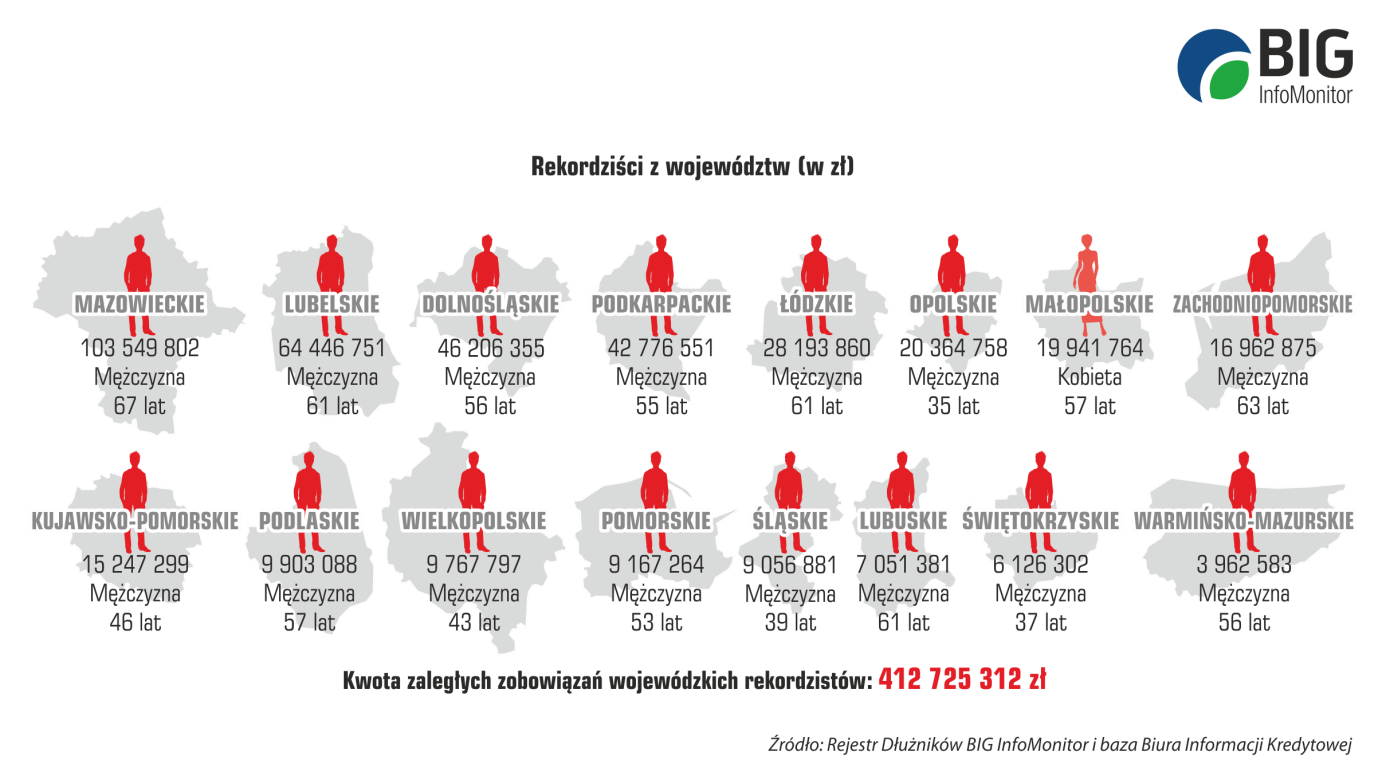 BIG
InfoMonitor
Rekordziści z województw (w zł)
MAZOWIECKIE
103 549 802
Mężczyzna
67 lat
LUBELSKIE
64 446 751
Mężczyzna
61 lat
DOLNOŚLĄSKIE
46 206 355
Mężczyzna
56 lat
PODKARPACKIE
42 776 551
Mężczyzna
55 lat
ŁÓDZKIE
28 193 860
Mężczyzna
61 lat
OPOLSKIE
20 364 758
Mężczyzna
35 lat
MAŁOPOLSKIE
19 941 764
Kobieta
57 lat
ZACHODNIOPOMORSKIE
16 962 875
Mężczyzna
63 lat
KUJAWSKO-POMORSKIE
15 247 299
Mężczyzna
46 lat
PODLASKIE
9 903 088
Mężczyzna
57 lat
WIELKOPOLSKIE
9 767 797
Mężczyzna
43 lat
POMORSKIE
9 167 264
Mężczyzna
53 lat
ŚLĄSKIE
9 056 881
Mężczyzna
39 lat
LUBUSKIE
7 051 381
Mężczyzna
61 lat
ŚWIĘTOKRZYSKIE
6 126 302
Mężczyzna
37 lat
WARMIŃSKO-MAZURSKIE
3 962 583
Mężczyzna
56 lat
Kwota zaległych zobowiązań wojewódzkich rekordzistów: 412 725 312 zł
Źródło: Rejestr Dłużników BIG InfoMonitor i baza Biura Informacji Kredytowej